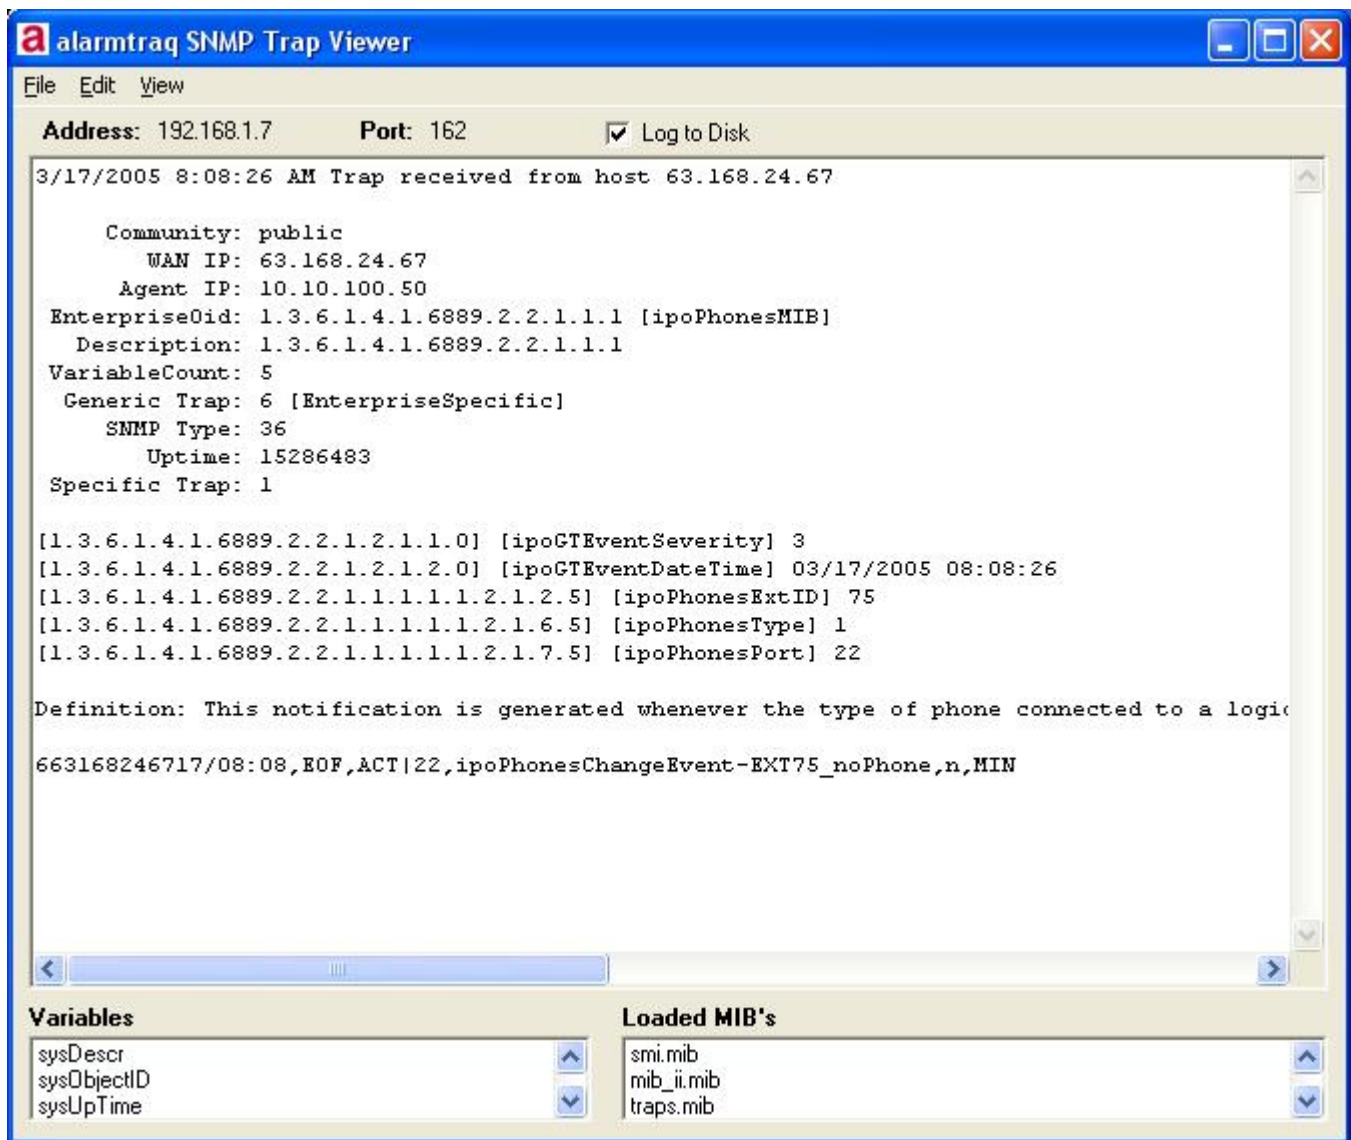 a alarmtraq SNMP Trap Viewer
File Edit View
Address: 192.168.1.7 Port: 162 Log to Disk
3/17/2005 8:08:26 AM Trap received from host 63.168.24.67
Community: public
WAN IP: 63.168.24.67
Agent IP: 10.10.100.50
EnterpriseOid: 1.3.6.1.4.1.6889.2.2.1.1.1 [ipoPhonesMIB]
Description: 1.3.6.1.4.1.6889.2.2.1.1.1
VariableCount: 5
Generic Trap: 6 [EnterpriseSpecific]
SNMP Type: 36
Uptime: 15286483
Specific Trap: 1
[1.3.6.1.4.1.6889.2.2.1.2.1.1.0] [ipoGTEventSeverity] 3
[1.3.6.1.4.1.6889.2.2.1.2.1.2.0] [ipoGTEventDateTime] 03/17/2005 08:08:26
[1.3.6.1.4.1.6889.2.2.1.1.1.1.1.2.1.2.5] [ipoPhonesExtID] 75
[1.3.6.1.4.1.6889.2.2.1.1.1.1.1.2.1.6.5] [ipoPhonesType] 1
[1.3.6.1.4.1.6889.2.2.1.1.1.1.1.2.1.7.5] [ipoPhonesPort] 22
Definition: This notification is generated whenever the type of phone connected to a logi
663168246717/08:08,EOF,ACT|22,ipoPhonesChangeEvent-EXT75_noPhone,n,MIN
Variables Loaded MIB's
sysDescr smi.mib
sysObjectID mib_ii.mib
sysUpTime traps.mib